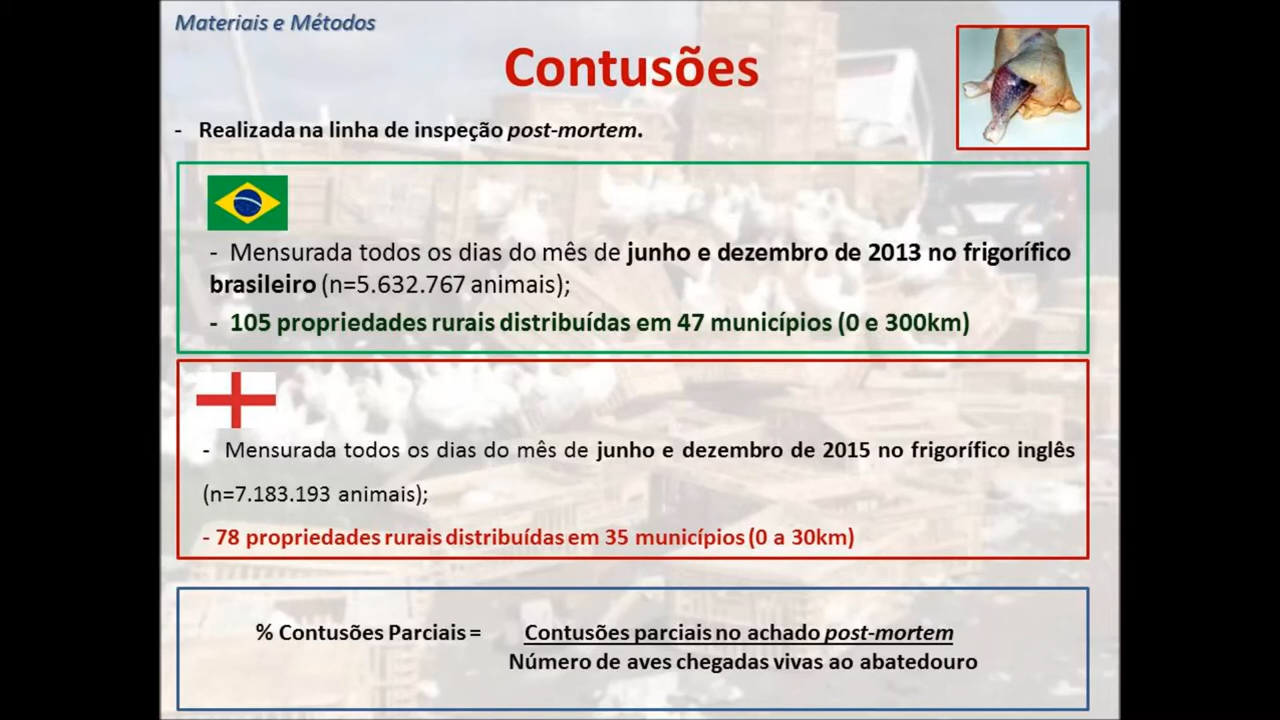 Materiais e Métodos
Contusões
- Realizada na linha de inspeção post-mortem.
- Mensurada todos os dias do mês de junho e dezembro de 2013 no frigorífico
brasileiro (n=5.632.767 animais);
- 105 propriedades rurais distribuídas em 47 municípios (0 e 300km)
- Mensurada todos os dias do mês de junho e dezembro de 2015 no frigorífico inglês
(n=7.183.193 animais);
- 78 propriedades rurais distribuídas em 35 municípios (0 a 30km)
% Contusões Parciais = Contusões parciais no achado post-mortem
Número de aves chegadas vivas ao abatedouro